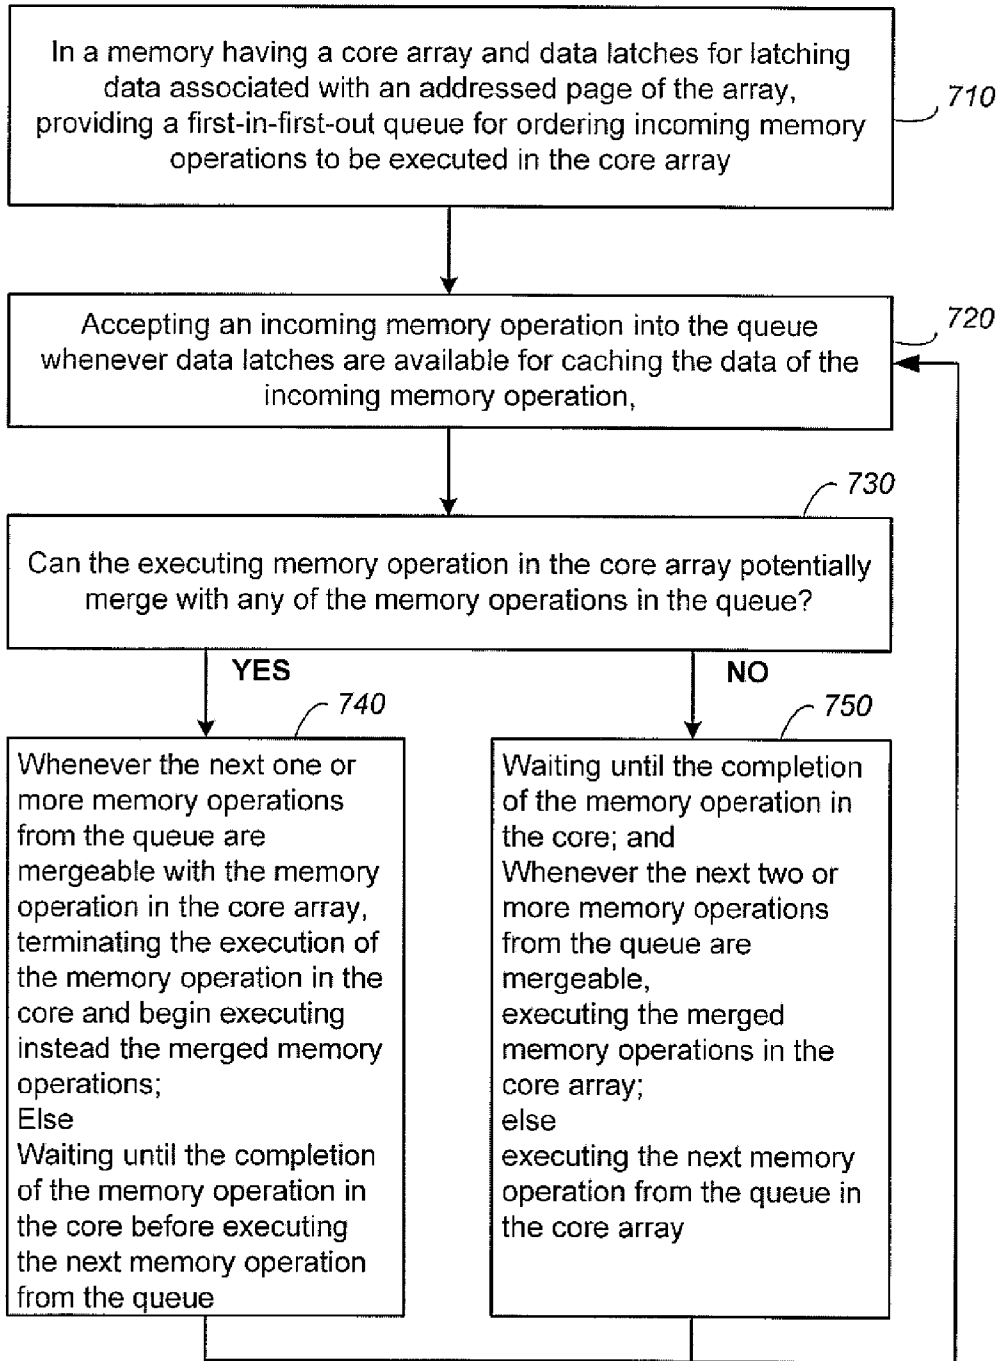 In a memory having a core array and data latches for latching
data associated with an addressed page of the array,
providing a first-in-first-out queue for ordering incoming memory
operations to be executed in the core array
710
Accepting an incoming memory operation into the queue
whenever data latches are available for caching the data of the
incoming memory operation,
720
730
Can the executing memory operation in the core array potentially
merge with any of the memory operations in the queue?
YES
NO
740
Whenever the next one or
more memory operations
from the queue are
mergeable with the memory
operation in the core array,
terminating the execution of
the memory operation in the
core and begin executing
instead the merged memory
operations;
Else
Waiting until the completion
of the memory operation in
the core before executing
the next memory operation
from the queue
750
Waiting until the completion
of the memory operation in
the core; and
Whenever the next two or
more memory operations
from the queue are
mergeable,
executing the merged
memory operations in the
core array;
else
executing the next memory
operation from the queue in
the core array